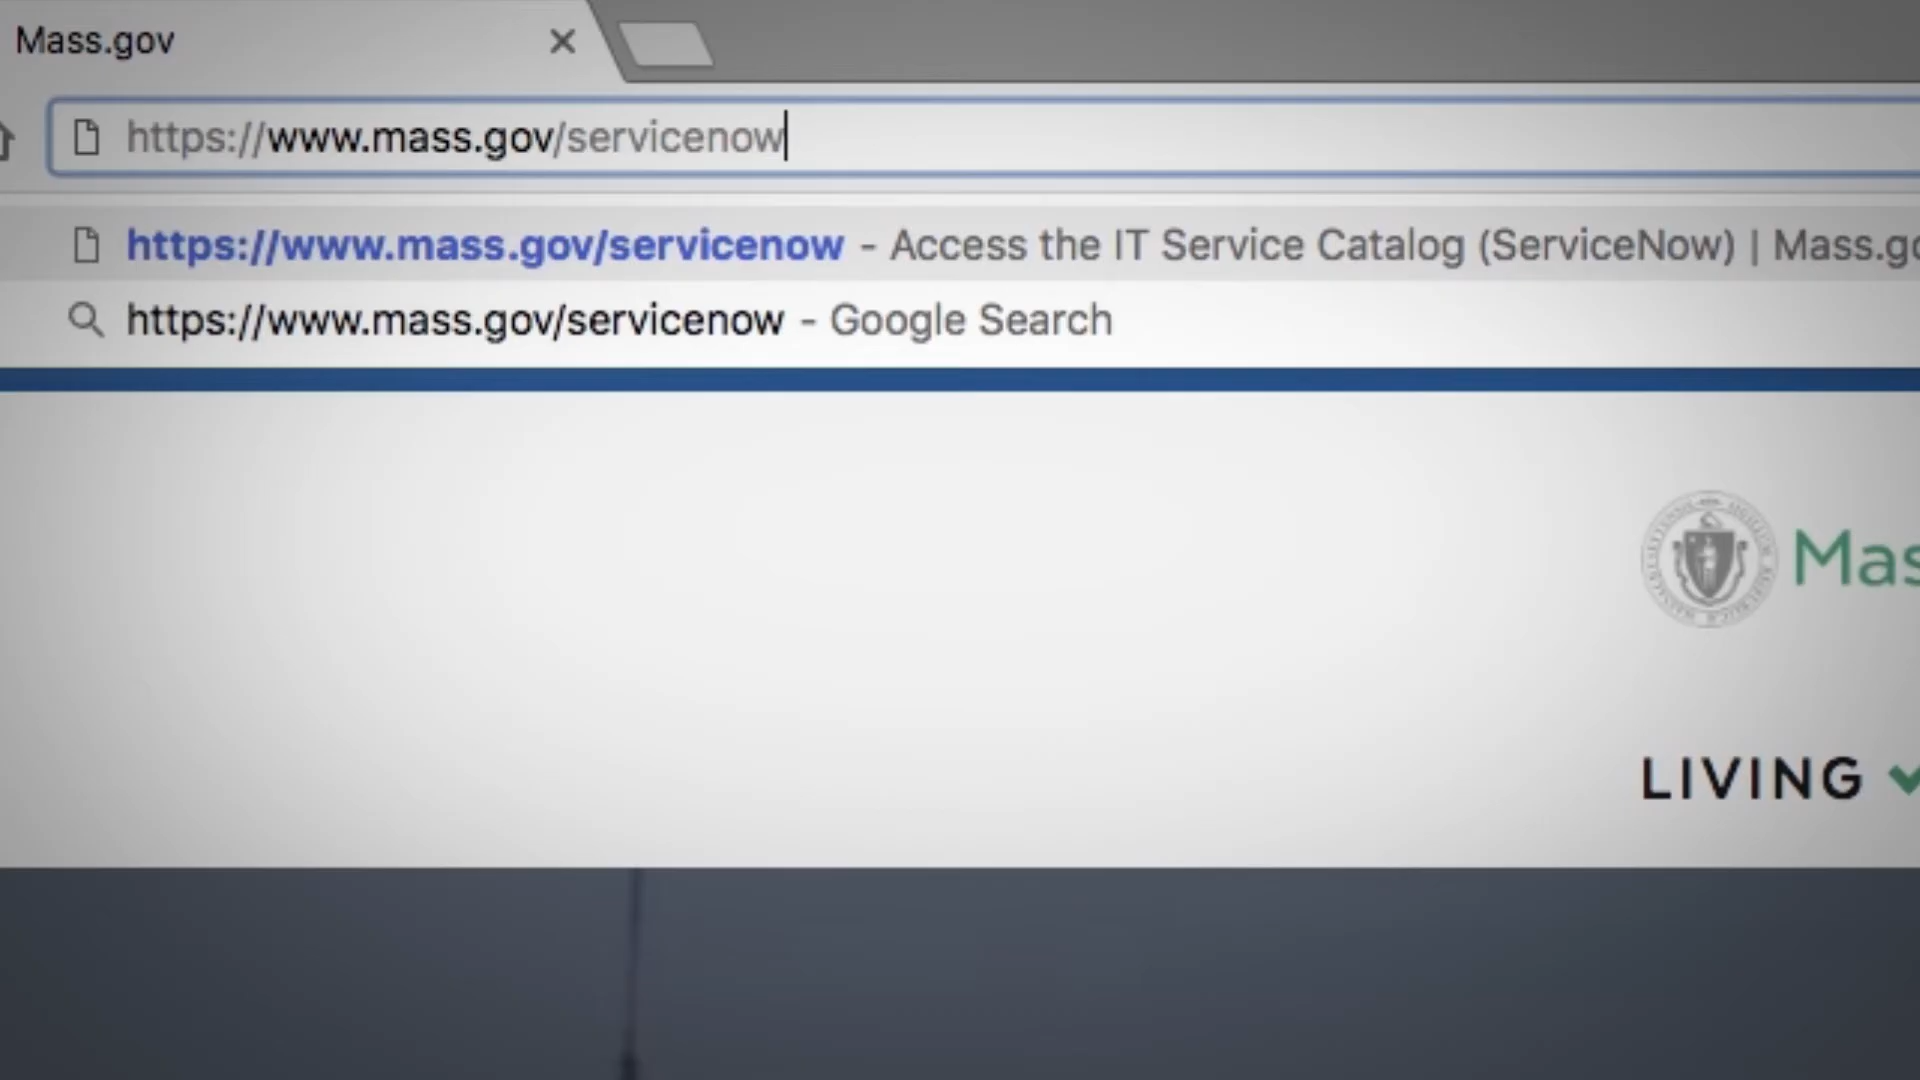 Mass.gov
https://www.mass.gov/servicenow
https://www.mass.gov/servicenow - Access the IT Service Catalog (ServiceNow) | Mass.go
https://www.mass.gov/servicenow - Google Search
Mas
LIVING